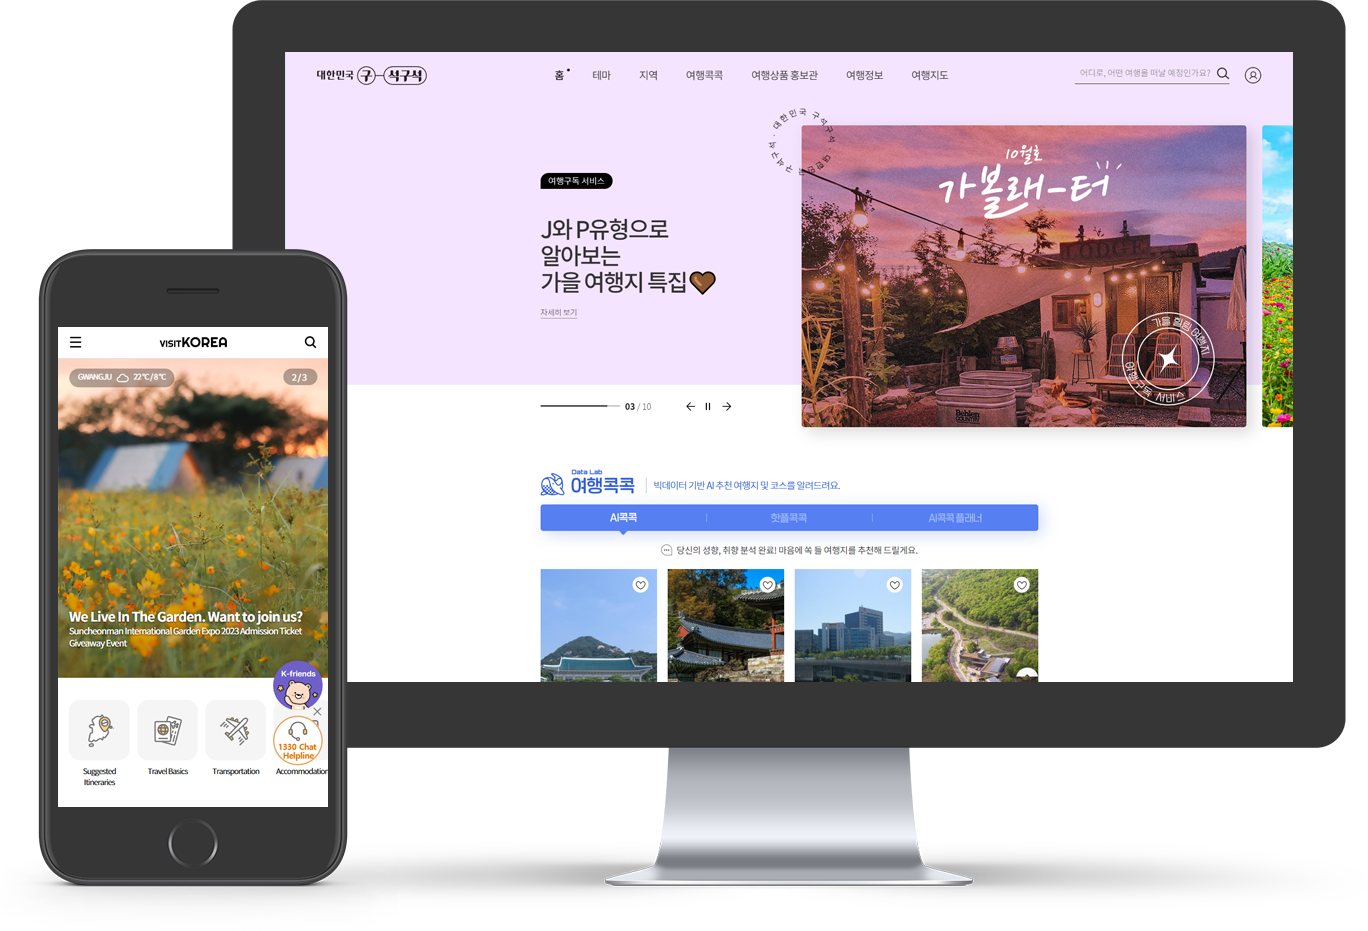 대한민국 구석구석
홈 테마 지역 여행콕콕 여행상품 홍보관 여행정보 여행지도
어디로, 어떤 여행을 떠날 예정인가요?
여행구독 서비스
J와 P유형으로
알아보는
가을 여행지 특집
자세히 보기
03 / 10
대한민국 구석구석 · 대한민국 구석구석 ·
10월호
가볼래-터
LODGE
가을 힐링 여행지
여행구독 서비스
Behlen
COUNTRY
Data Lab
여행콕콕
빅데이터 기반 AI 추천 여행지 및 코스를 알려드려요.
AI콕콕 핫플콕콕 AI콕콕 플래너
당신의 성향, 취향 분석 완료! 마음에 쏙 들 여행지를 추천해 드릴게요.
VISITKOREA
GWANGJU 22℃/8℃
2/3
We Live In The Garden. Want to join us?
Suncheonman International Garden Expo 2023 Admission Ticket
Giveaway Event
K-friends
1330 Chat
Helpline
Suggested
Itineraries
Travel Basics
Transportation
Accommodation